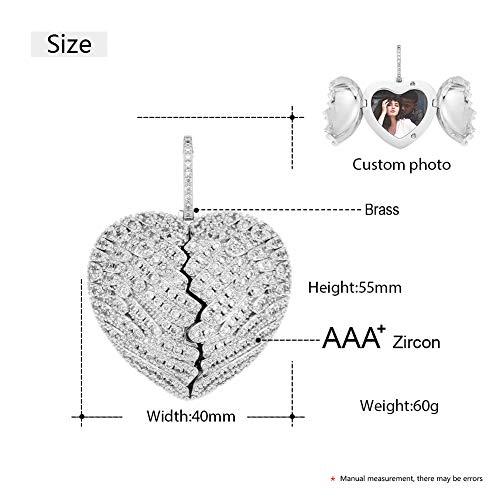 Size
Custom photo
Brass
Height:55mm
AAA+ Zircon
Width:40mm
Weight:60g
* Manual measurement, there may be errors